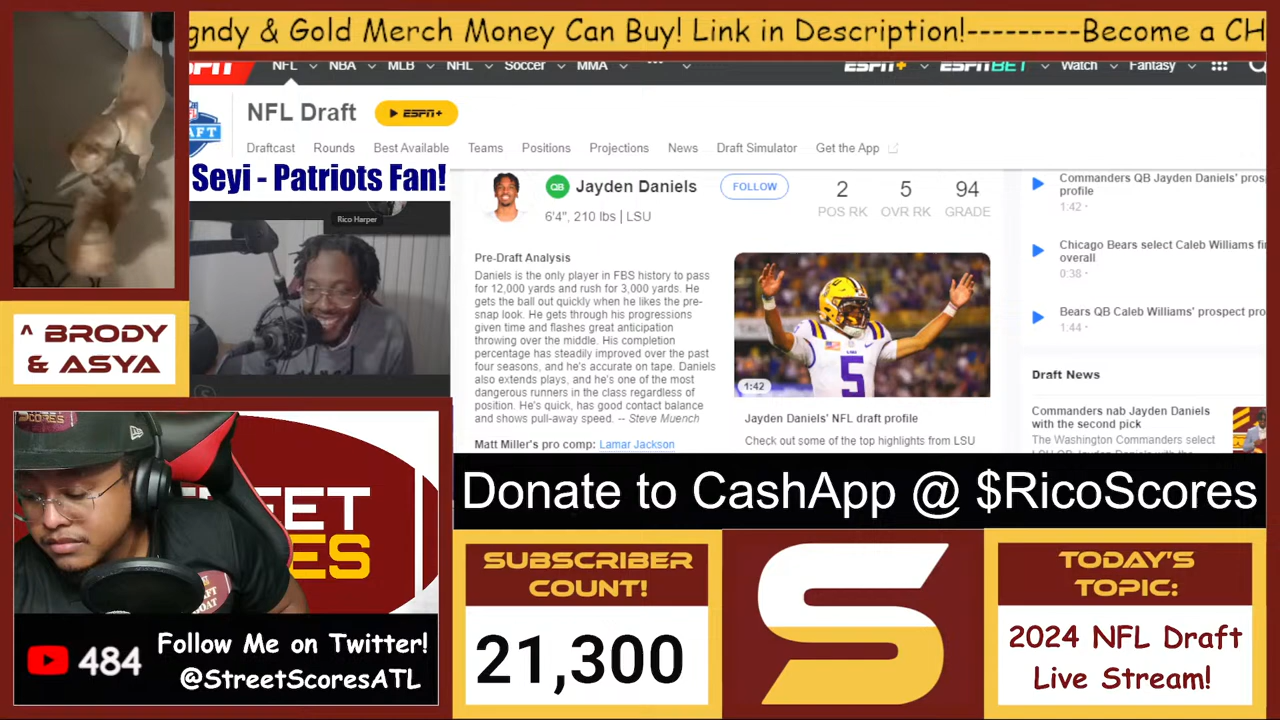 gndy & Gold Merch Money Can Buy! Link in Description!---------Become a CH
NFL NBA MLB NHL Soccer MMA ... ESPN+ ESPNBET Watch Fantasy
NFL Draft
ESPN+
Draftcast Rounds Best Available Teams Positions Projections News Draft Simulator Get the App
Seyi - Patriots Fan!
Rico Harper
QB Jayden Daniels
FOLLOW
6'4", 210 lbs | LSU
2 5 94
POS RK OVR RK GRADE
Pre-Draft Analysis
Daniels is the only player in FBS history to pass
for 12,000 yards and rush for 3,000 yards. He
gets the ball out quickly when he likes the pre-
snap look. He gets through his progressions
given time and flashes great anticipation
throwing over the middle. His completion
percentage has steadily improved over the past
four seasons, and he's accurate on tape. Daniels
also extends plays, and he's one of the most
dangerous runners in the class regardless of
position. He's quick, has good contact balance
and shows pull-away speed. -- Steve Muench
Matt Miller's pro comp: Lamar Jackson
5
1:42
Jayden Daniels' NFL draft profile
Check out some of the top highlights from LSU
Commanders QB Jayden Daniels' pros
profile
1:42
Chicago Bears select Caleb Williams fi
overall
0:38
Bears QB Caleb Williams' prospect pro
1:44
Draft News
Commanders nab Jayden Daniels
with the second pick
The Washington Commanders select
^ BRODY
& ASYA
Donate to CashApp @ $RicoScores
484
Follow Me on Twitter!
@StreetScoresATL
SUBSCRIBER
COUNT!
21,300
S
TODAY'S
TOPIC:
2024 NFL Draft
Live Stream!